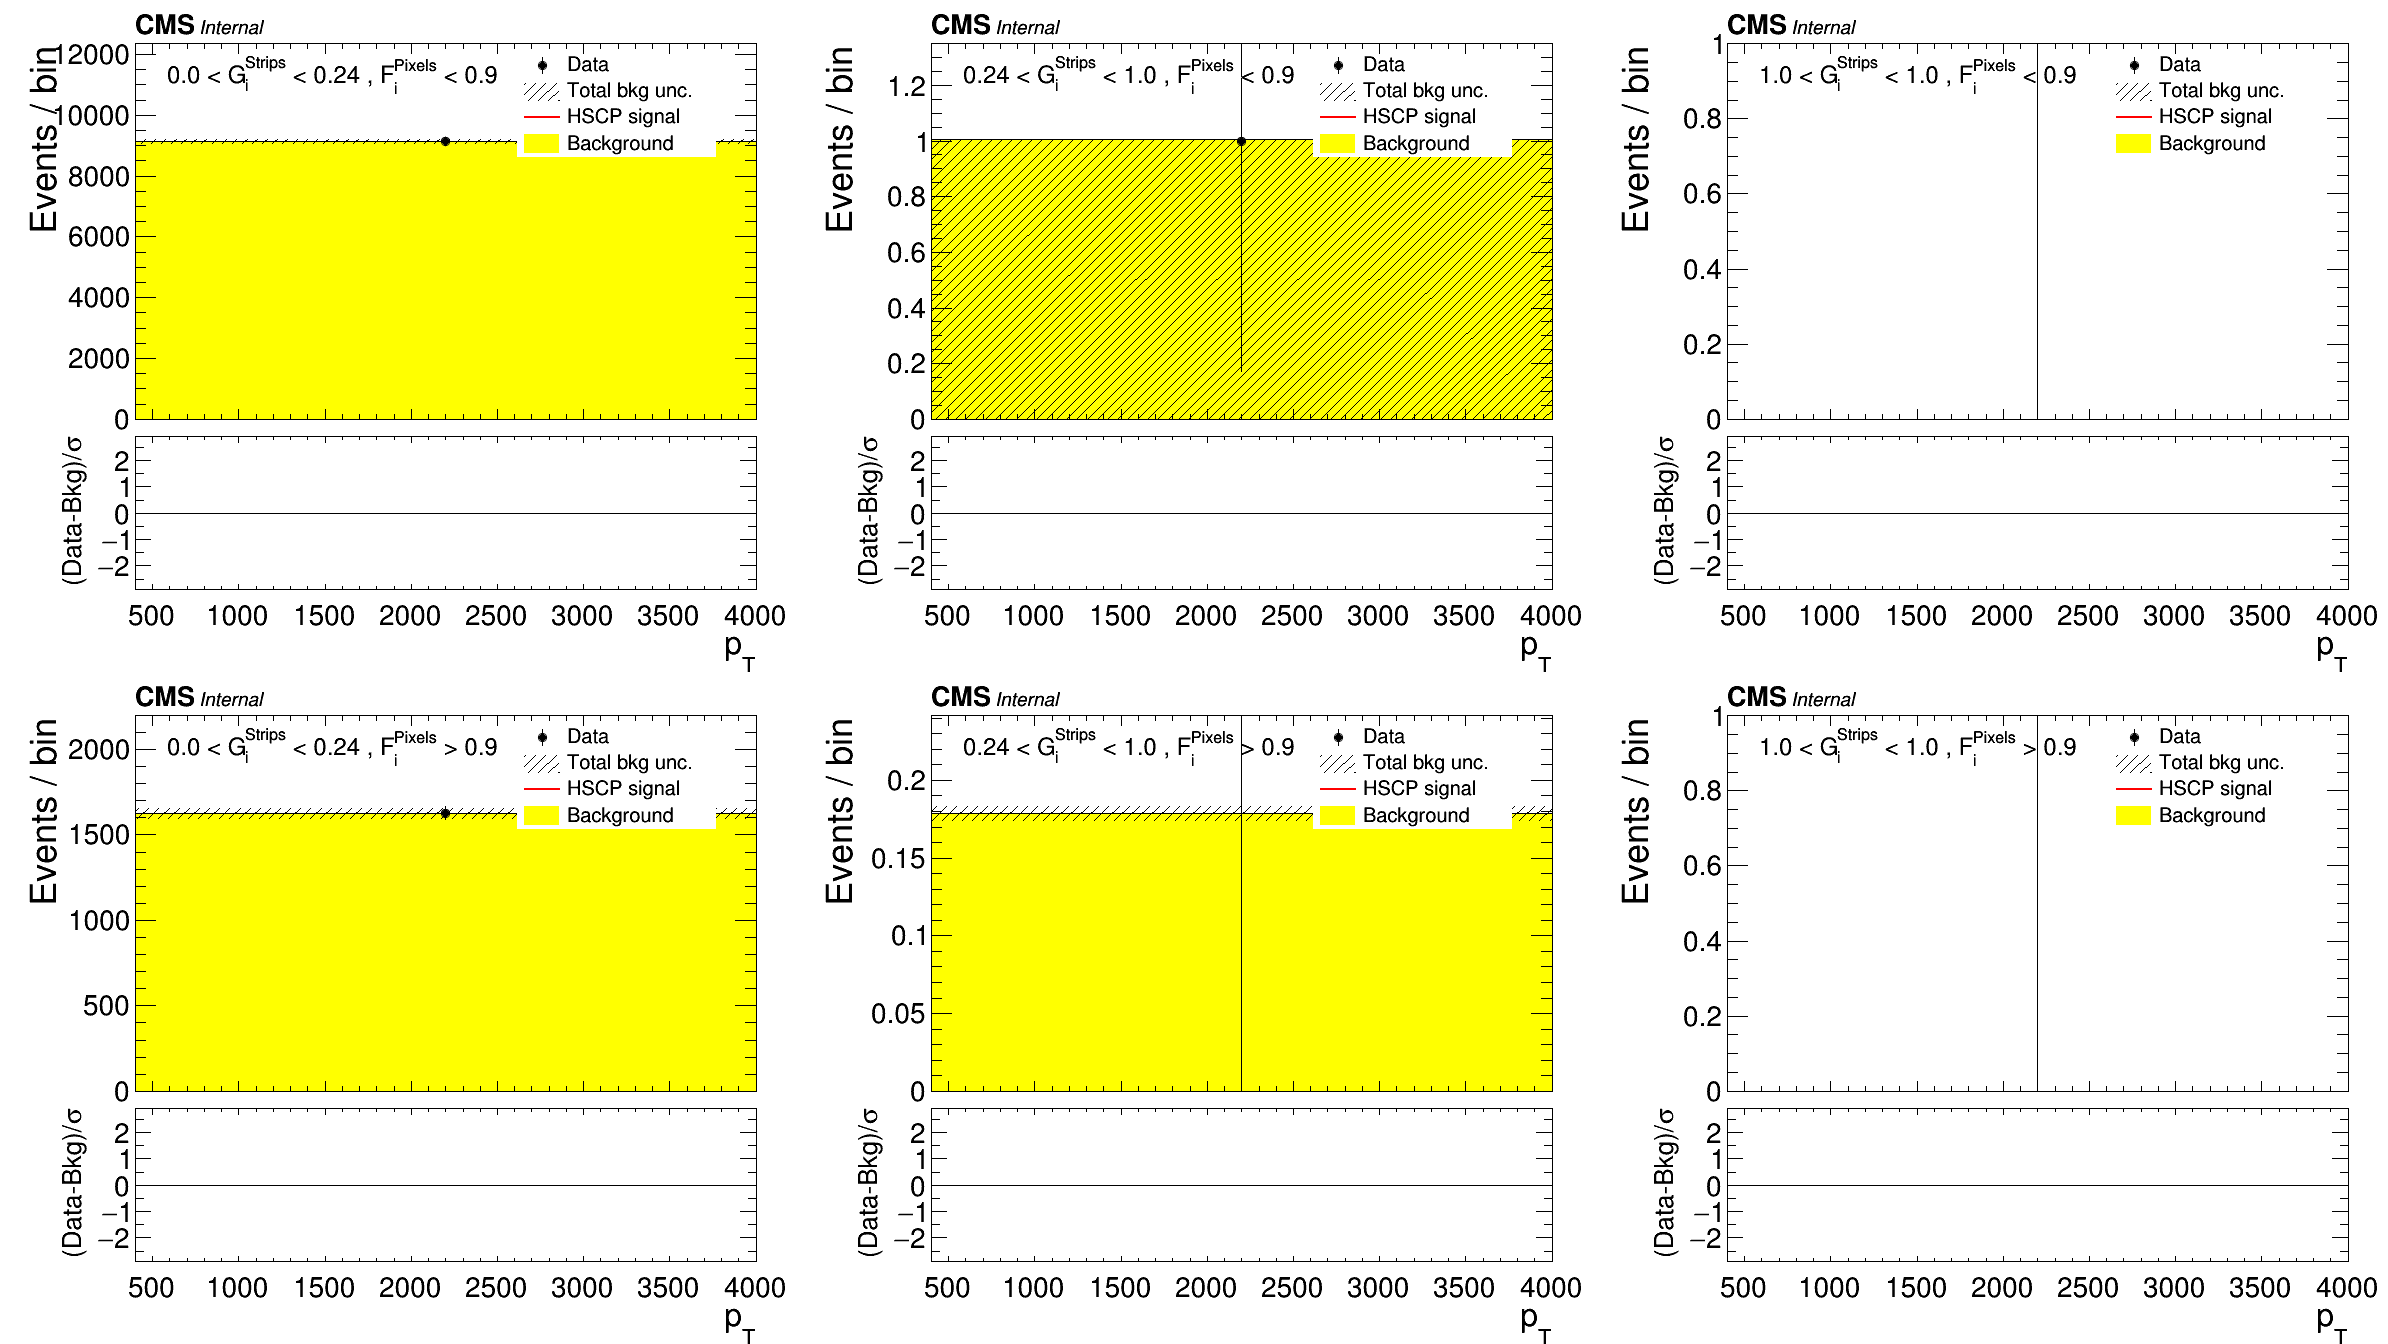 CMS Internal
Events / bin
12000
10000
8000
6000
4000
2000
0
0.0 < G_i^Strips < 0.24 , F_i^Pixels < 0.9
Data
Total bkg unc.
HSCP signal
Background
(Data-Bkg)/σ
2
1
0
−1
−2
500 1000 1500 2000 2500 3000 3500 4000
p_T
CMS Internal
Events / bin
1.2
1
0.8
0.6
0.4
0.2
0
0.24 < G_i^Strips < 1.0 , F_i^Pixels < 0.9
Data
Total bkg unc.
HSCP signal
Background
(Data-Bkg)/σ
2
1
0
−1
−2
500 1000 1500 2000 2500 3000 3500 4000
p_T
CMS Internal
Events / bin
1
0.8
0.6
0.4
0.2
0
1.0 < G_i^Strips < 1.0 , F_i^Pixels < 0.9
Data
Total bkg unc.
HSCP signal
Background
(Data-Bkg)/σ
2
1
0
−1
−2
500 1000 1500 2000 2500 3000 3500 4000
p_T
CMS Internal
Events / bin
2000
1500
1000
500
0
0.0 < G_i^Strips < 0.24 , F_i^Pixels > 0.9
Data
Total bkg unc.
HSCP signal
Background
(Data-Bkg)/σ
2
1
0
−1
−2
500 1000 1500 2000 2500 3000 3500 4000
p_T
CMS Internal
Events / bin
0.2
0.15
0.1
0.05
0
0.24 < G_i^Strips < 1.0 , F_i^Pixels > 0.9
Data
Total bkg unc.
HSCP signal
Background
(Data-Bkg)/σ
2
1
0
−1
−2
500 1000 1500 2000 2500 3000 3500 4000
p_T
CMS Internal
Events / bin
1
0.8
0.6
0.4
0.2
0
1.0 < G_i^Strips < 1.0 , F_i^Pixels > 0.9
Data
Total bkg unc.
HSCP signal
Background
(Data-Bkg)/σ
2
1
0
−1
−2
500 1000 1500 2000 2500 3000 3500 4000
p_T